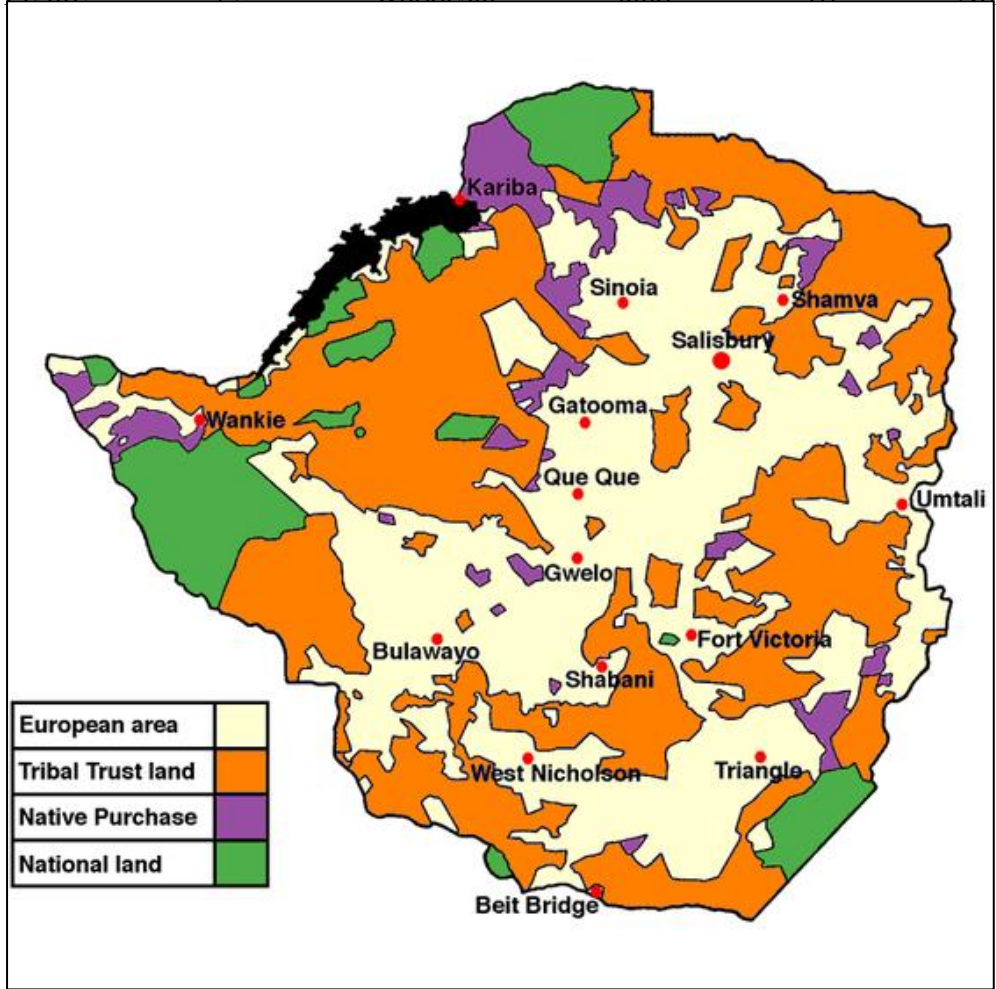 Kariba
Sinoia
Shamva
Salisbury
Wankie
Gatooma
Que Que
Umtali
Gwelo
Fort Victoria
Bulawayo
Shabani
European area
Tribal Trust land
West Nicholson
Triangle
Native Purchase
National land
Beit Bridge